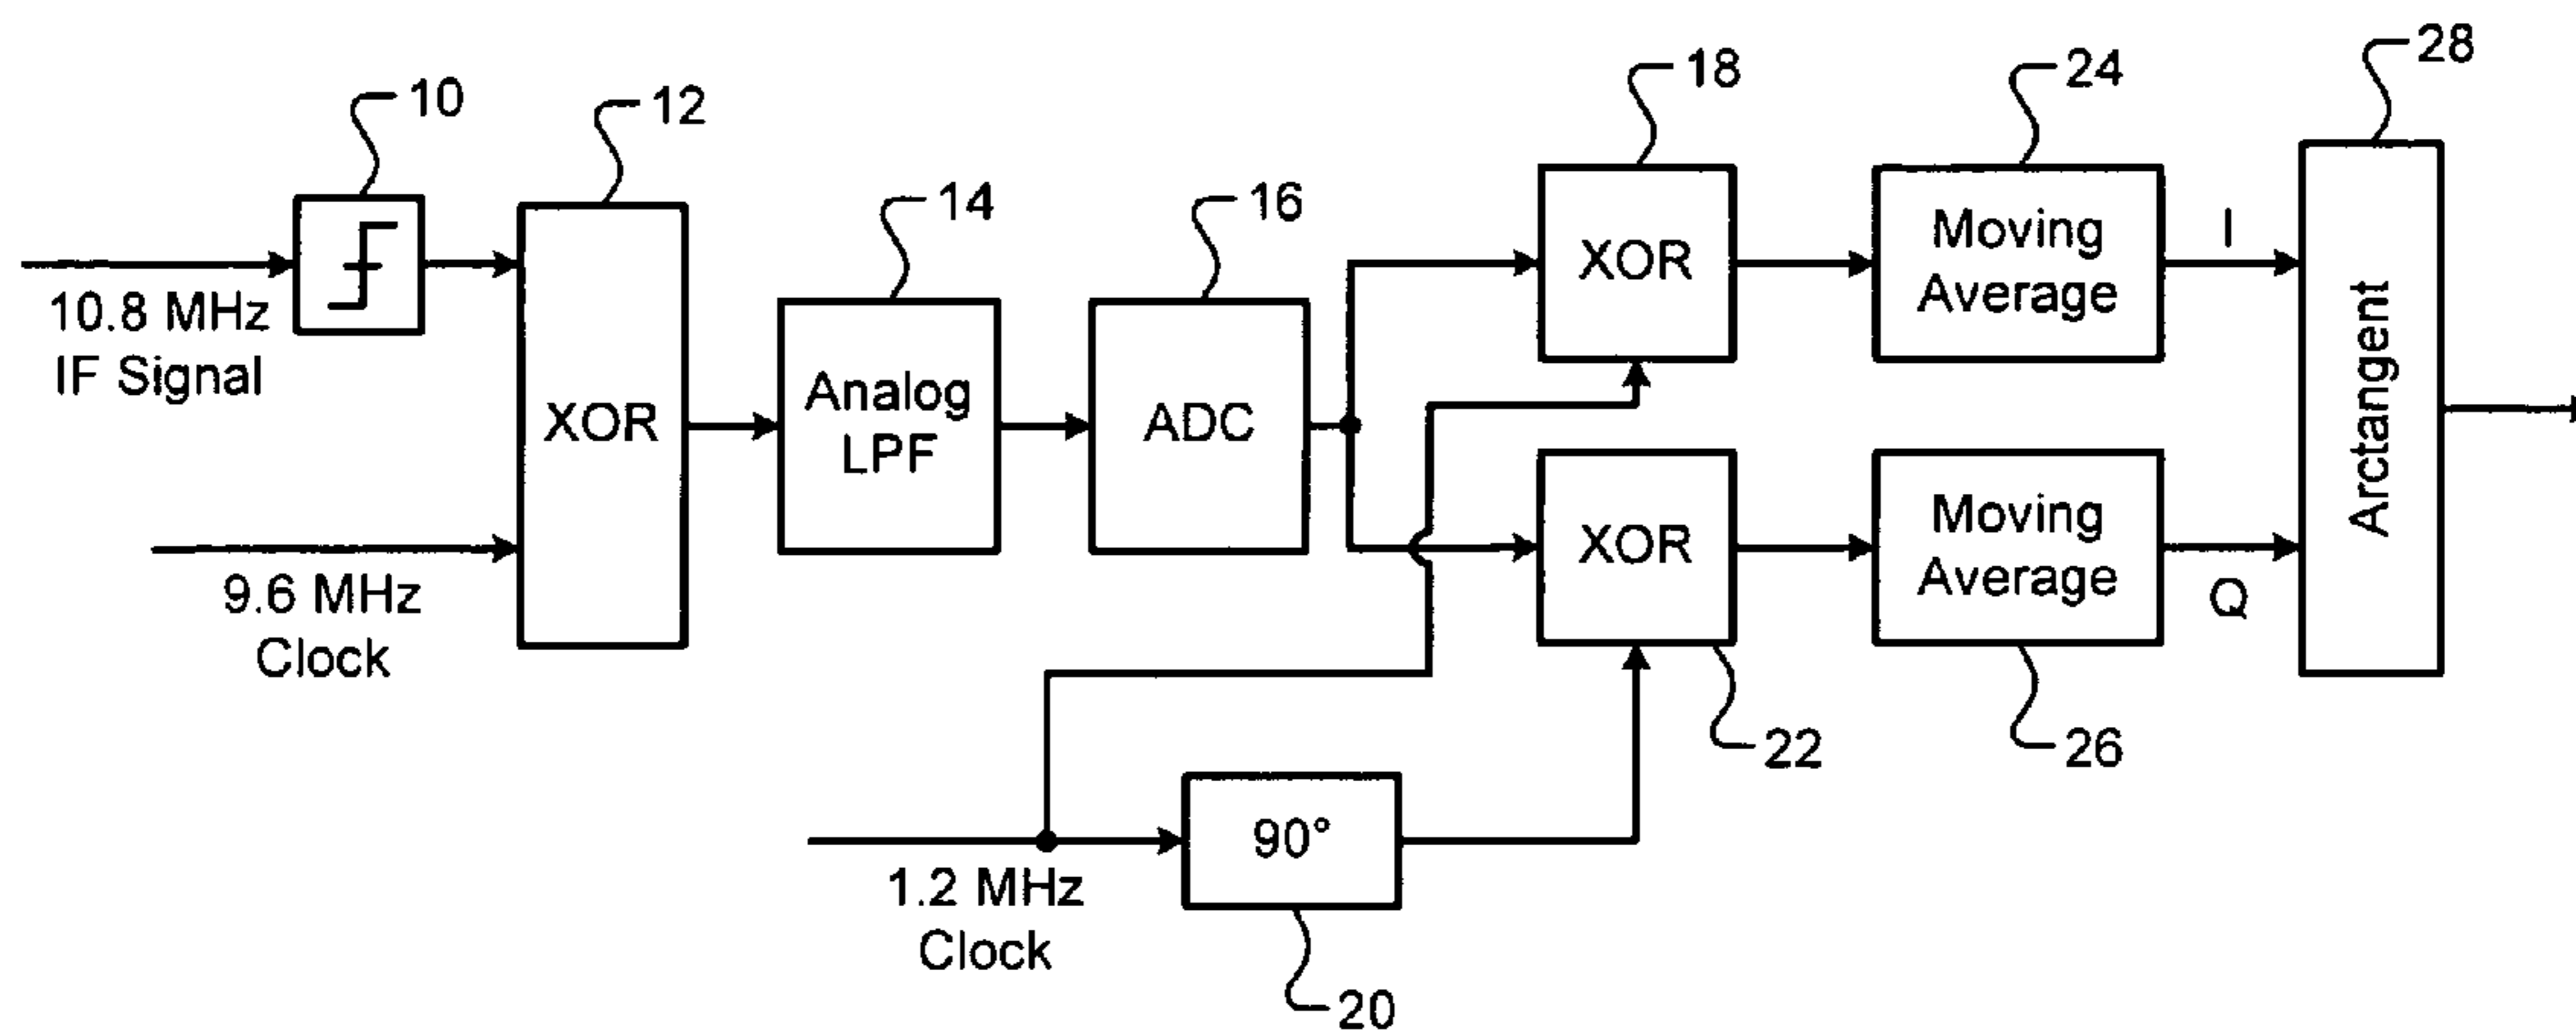 10
12
14
16
18
24
28
10.8 MHz
IF Signal
9.6 MHz
Clock
XOR
Analog
LPF
ADC
XOR
Moving
Average
I
Arctangent
XOR
Moving
Average
Q
22
26
1.2 MHz
Clock
90°
20